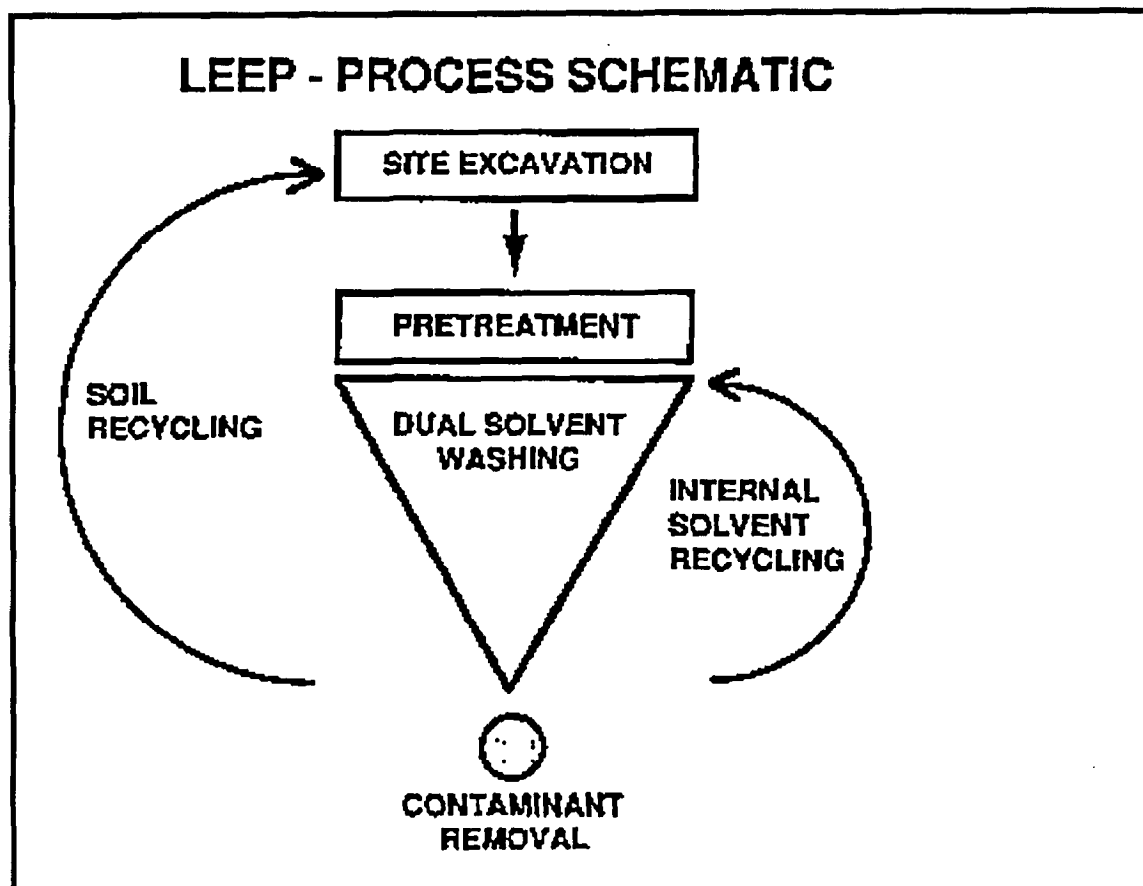 LEEP - PROCESS SCHEMATIC
SITE EXCAVATION
PRETREATMENT
SOIL
RECYCLING
DUAL SOLVENT
WASHING
INTERNAL
SOLVENT
RECYCLING
CONTAMINANT
REMOVAL